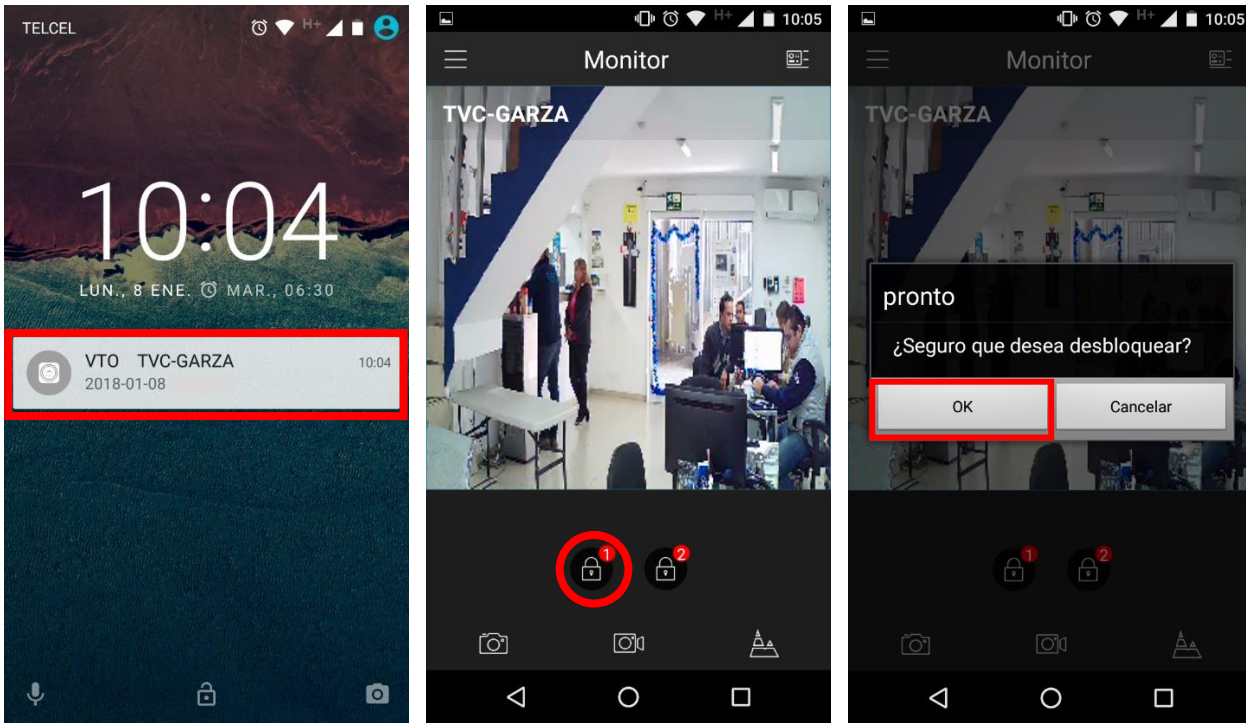 TELCEL
H+
10:04
LUN., 8 ENE. MAR., 06:30
VTO TVC-GARZA 10:04
2018-01-08
H+ 10:05
Monitor
TVC-GARZA
1
2
H+ 10:05
Monitor
TVC-GARZA
pronto
¿Seguro que desea desbloquear?
OK
Cancelar
1
2